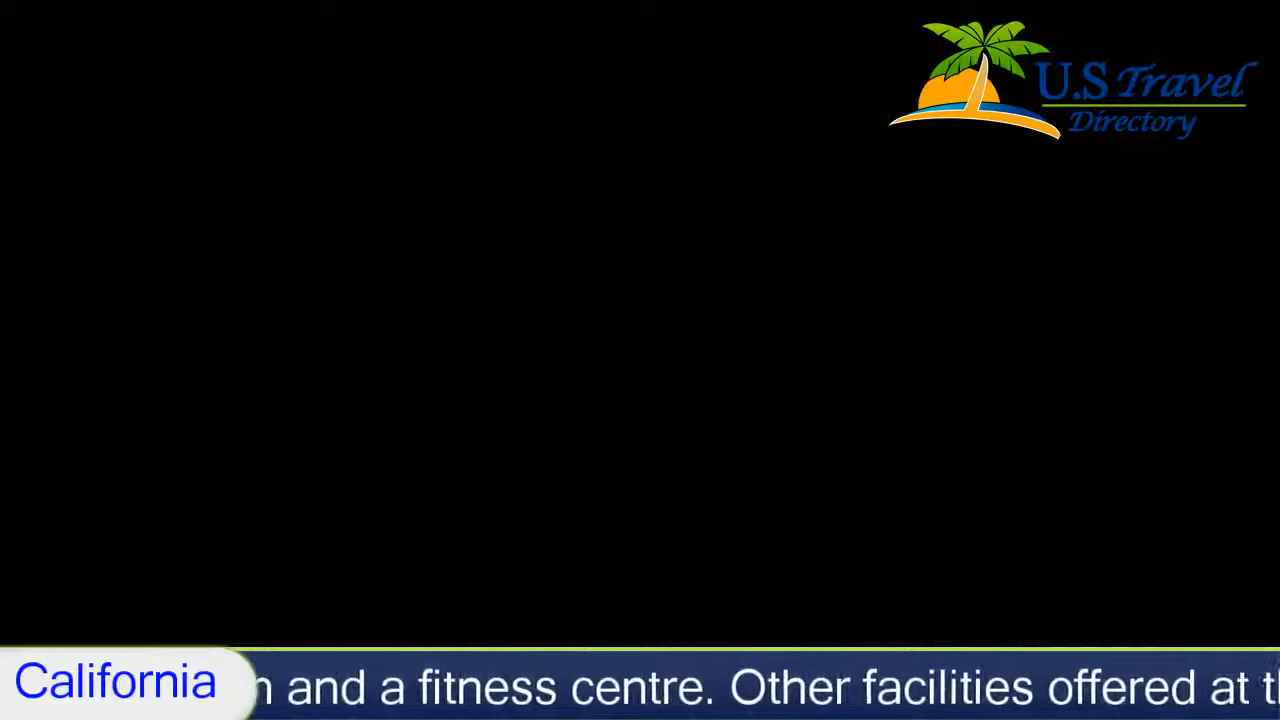 U.S Travel
Directory
California
and a fitness centre. Other facilities offered at